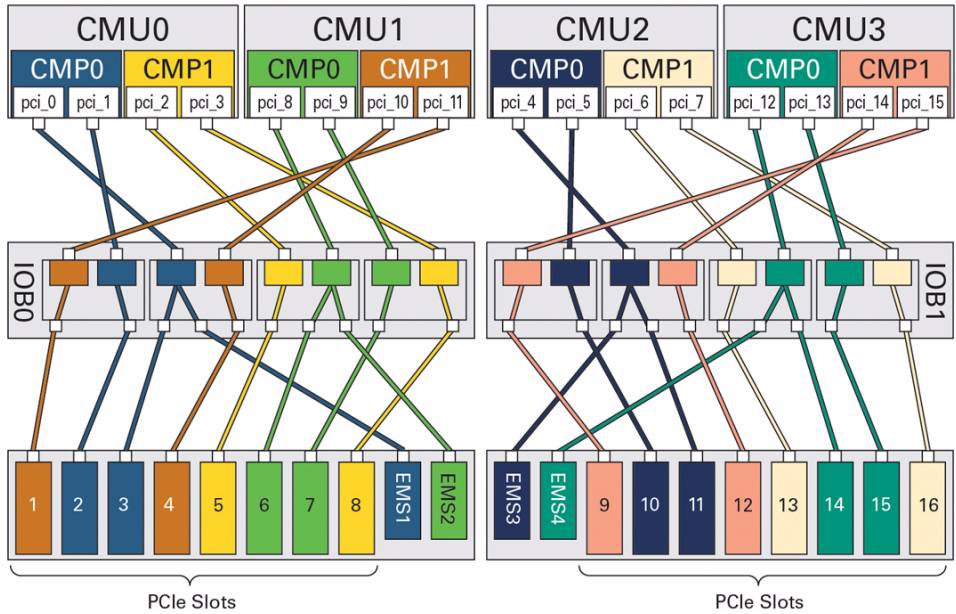 CMU0 CMU1 CMU2 CMU3
CMP0 CMP1 CMP0 CMP1 CMP0 CMP1 CMP0 CMP1
pci_0 pci_1 pci_2 pci_3 pci_8 pci_9 pci_10 pci_11 pci_4 pci_5 pci_6 pci_7 pci_12 pci_13 pci_14 pci_15
IOB0 IOB1
1 2 3 4 5 6 7 8 EMS1 EMS2 EMS3 EMS4 9 10 11 12 13 14 15 16
PCIe Slots PCIe Slots